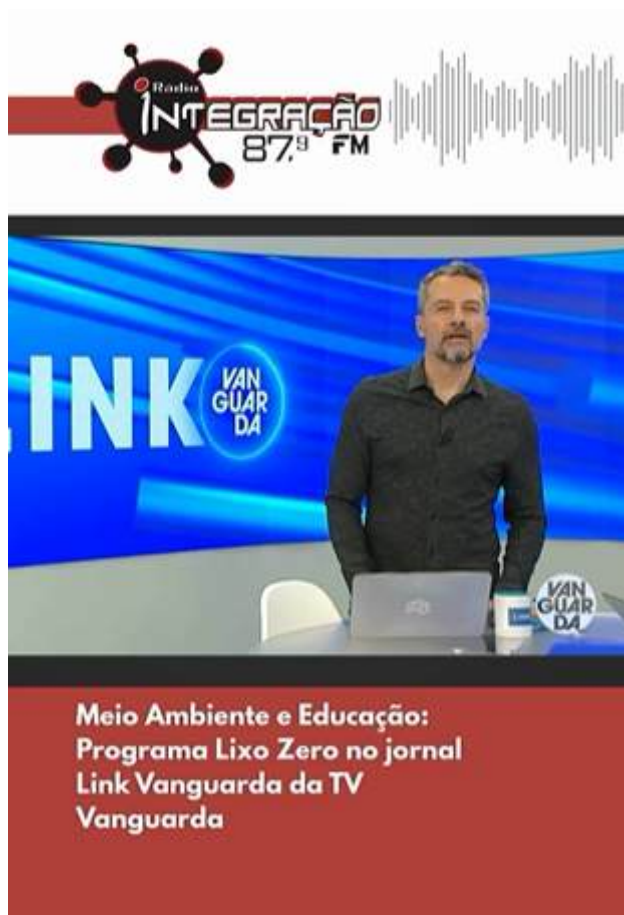 Rádio
INTEGRAÇÃO
87,9 FM
LINK
VAN
GUAR
DA
VAN
GUAR
DA
Meio Ambiente e Educação:
Programa Lixo Zero no jornal
Link Vanguarda da TV
Vanguarda